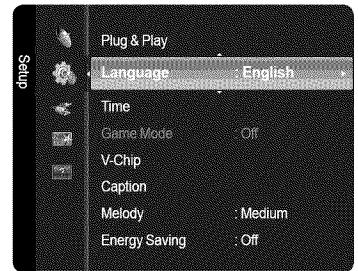 Setup
Plug & Play
Language : English
Time
Game Mode : Off
V-Chip
Caption
Melody : Medium
Energy Saving : Off